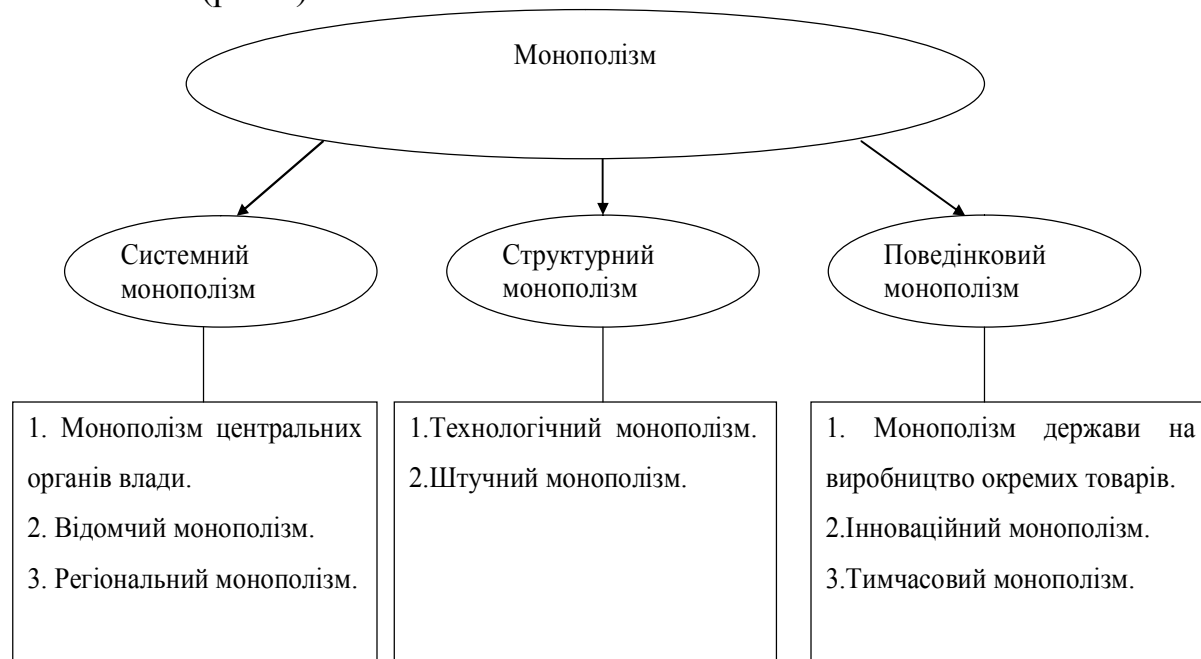 Монополізм
Системний
монополізм
Структурний
монополізм
Поведінковий
монополізм
1. Монополізм центральних
органів влади.
2. Відомчий монополізм.
3. Регіональний монополізм.
1.Технологічний монополізм.
2.Штучний монополізм.
1. Монополізм держави на
виробництво окремих товарів.
2.Інноваційний монополізм.
3.Тимчасовий монополізм.